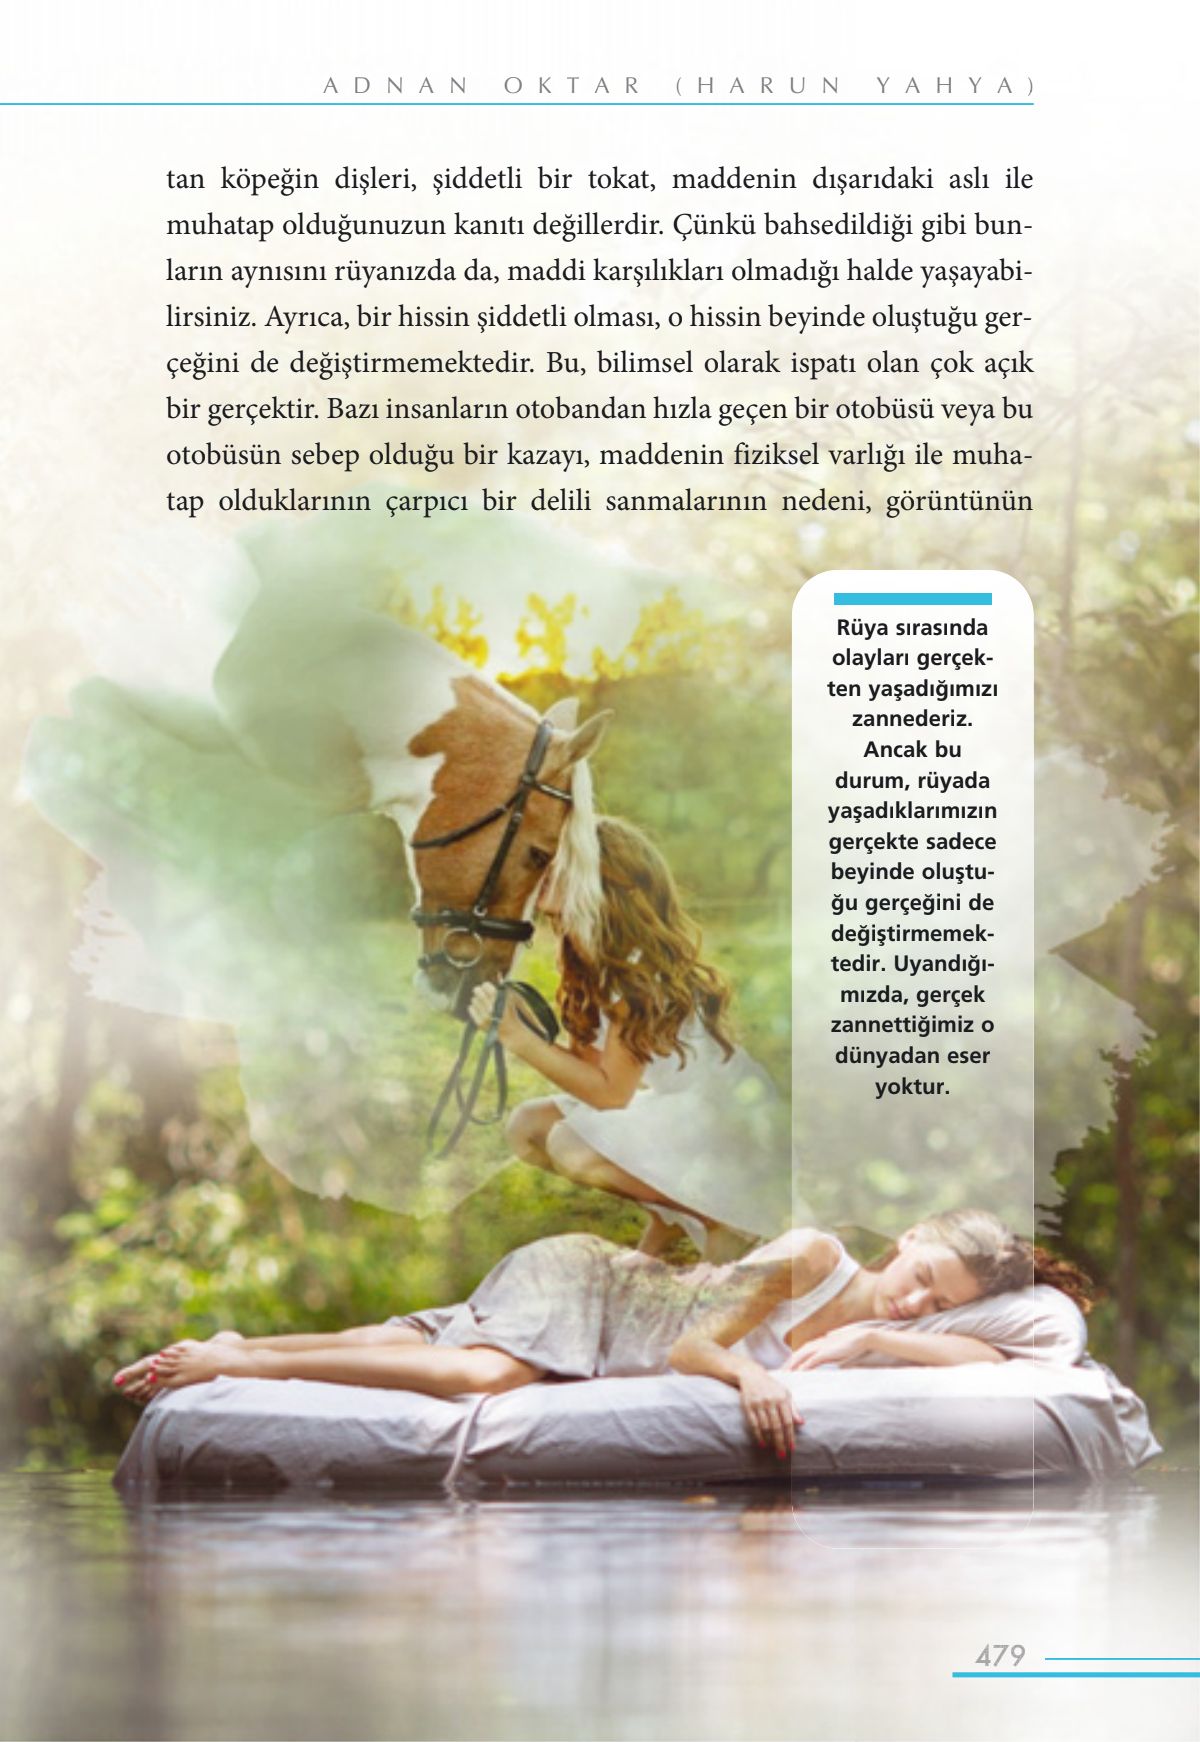 ADNAN OKTAR (HARUN YAHYA)
tan köpeğin dişleri, şiddetli bir tokat, maddenin dışarıdaki aslı ile
muhatap olduğunuzun kanıtı değillerdir. Çünkü bahsedildiği gibi bun-
ların aynısını rüyanızda da, maddi karşılıkları olmadığı halde yaşayabi-
lirsiniz. Ayrıca, bir hissin şiddetli olması, o hissin beyinde oluştuğu ger-
çeğini de değiştirmemektedir. Bu, bilimsel olarak ispatı olan çok açık
bir gerçektir. Bazı insanların otobandan hızla geçen bir otobüsü veya bu
otobüsün sebep olduğu bir kazayı, maddenin fiziksel varlığı ile muha-
tap olduklarının çarpıcı bir delili sanmalarının nedeni, görüntünün
Rüya sırasında
olayları gerçek-
ten yaşadığımızı
zannederiz.
Ancak bu
durum, rüyada
yaşadıklarımızın
gerçekte sadece
beyinde oluştu-
ğu gerçeğini de
değiştirmemek-
tedir. Uyandığı-
mızda, gerçek
zannettiğimiz o
dünyadan eser
yoktur.
479